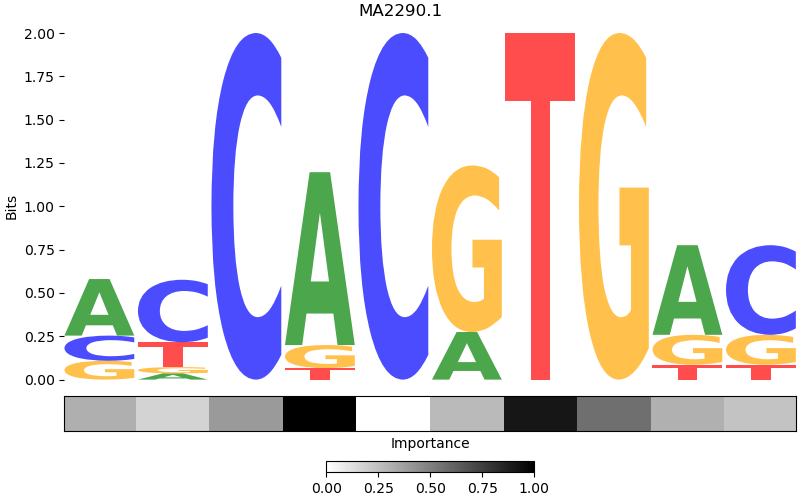 MA2290.1
2.00
1.75
1.50
1.25
1.00
0.75
0.50
0.25
0.00
Bits
A C C A C G T G A C
C T G A G G
G G T A T T
A
Importance
0.00 0.25 0.50 0.75 1.00